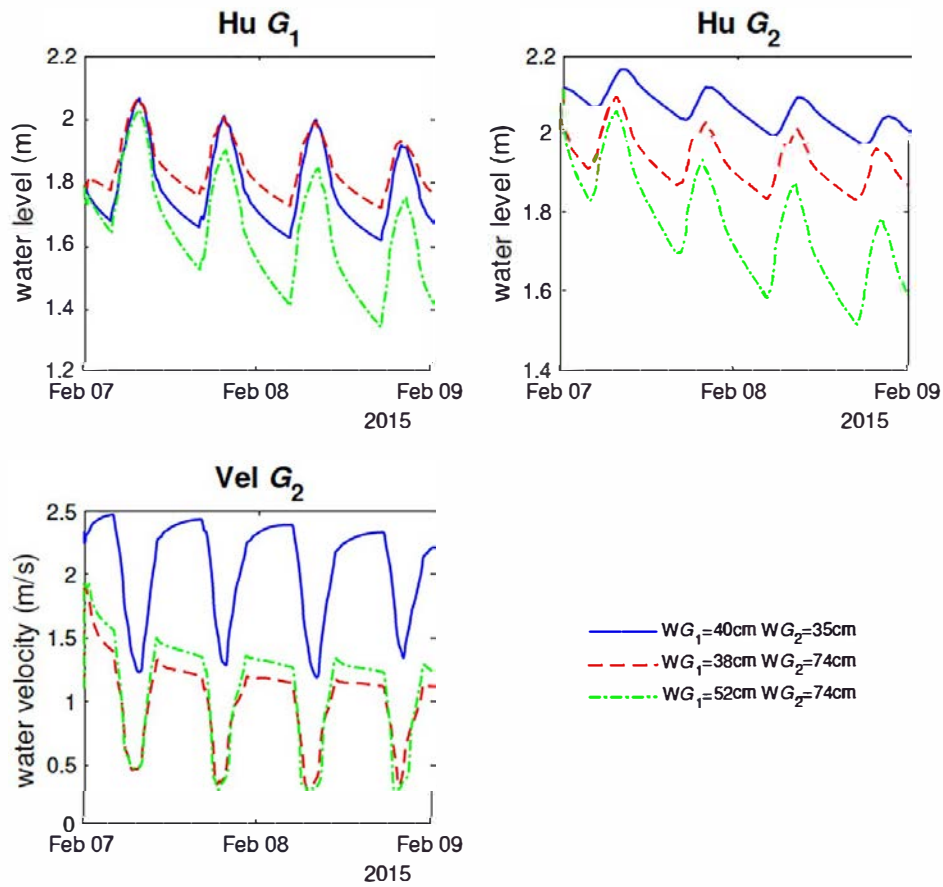 Hu G₁
2.2
2
1.8
1.6
1.4
1.2
water level (m)
Feb 07
Feb 08
Feb 09
2015
Hu G₂
2.2
2
1.8
1.6
1.4
water level (m)
Feb 07
Feb 08
Feb 09
2015
Vel G₂
2.5
2
1.5
1
0.5
0
water velocity (m/s)
Feb 07
Feb 08
Feb 09
2015
WG₁=40cm WG₂=35cm
WG₁=38cm WG₂=74cm
WG₁=52cm WG₂=74cm